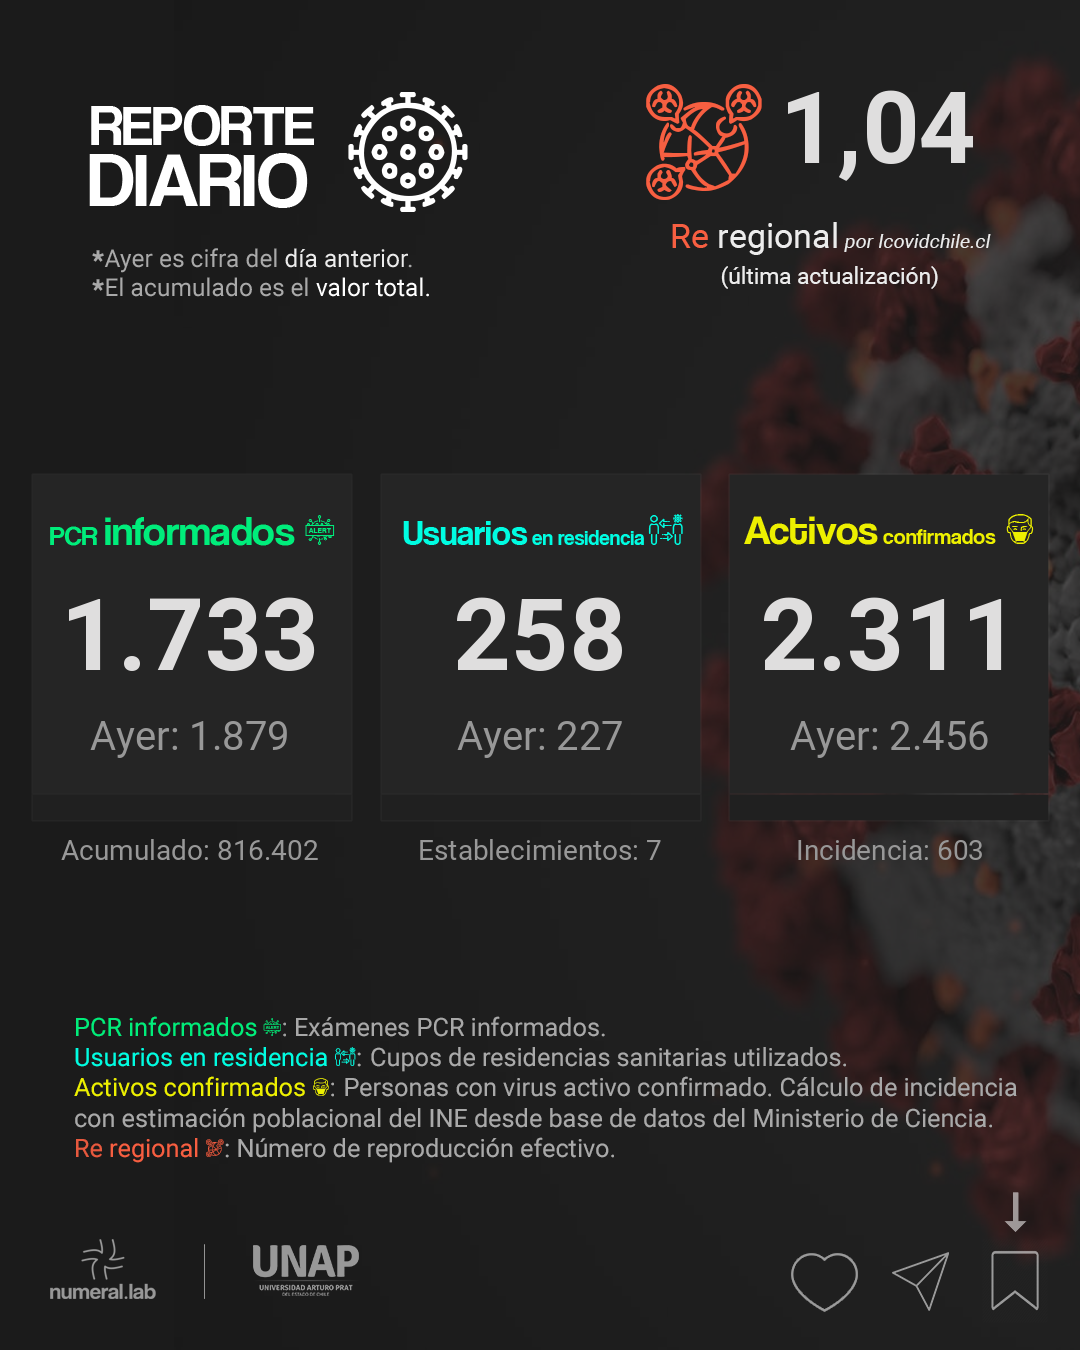 REPORTE
DIARIO
*Ayer es cifra del día anterior.
*El acumulado es el valor total.
1,04
Re regional por Icovidchile.cl
(última actualización)
PCR informados
ALERT
1.733
Ayer: 1.879
Acumulado: 816.402
Usuarios en residencia
258
Ayer: 227
Establecimientos: 7
Activos confirmados
2.311
Ayer: 2.456
Incidencia: 603
PCR informados : Exámenes PCR informados.
Usuarios en residencia : Cupos de residencias sanitarias utilizados.
Activos confirmados : Personas con virus activo confirmado. Cálculo de incidencia
con estimación poblacional del INE desde base de datos del Ministerio de Ciencia.
Re regional : Número de reproducción efectivo.
numeral.lab
UNAP
UNIVERSIDAD ARTURO PRAT
DEL ESTADO DE CHILE